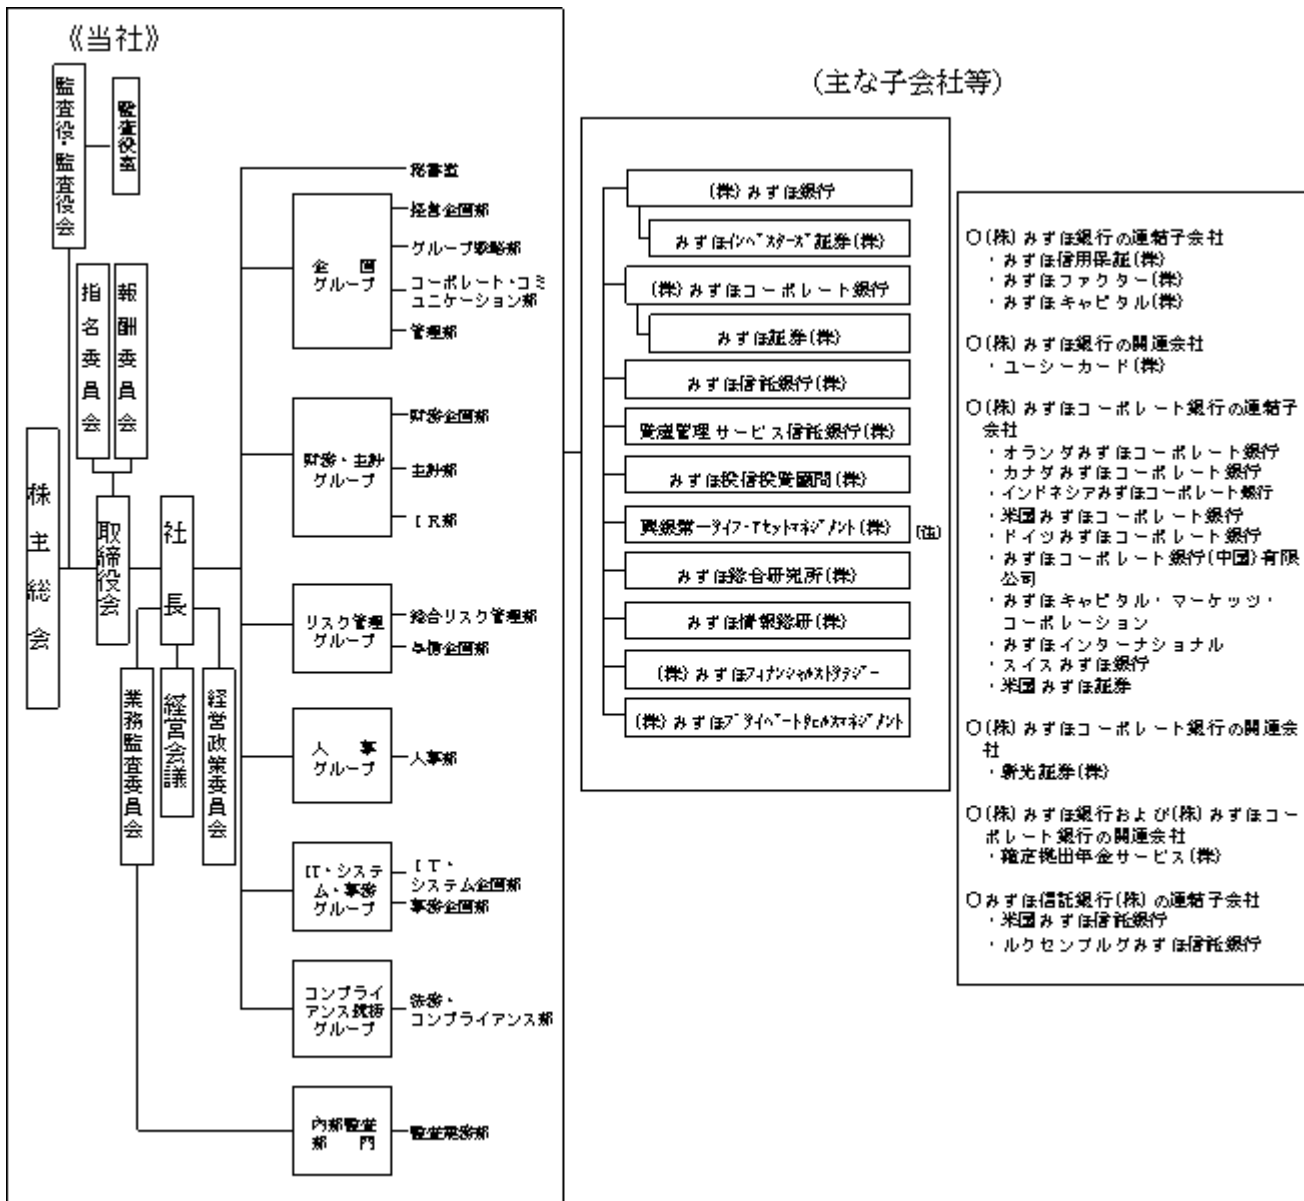 《当社》
監査役・監査役会
監査役室
指名委員会
報酬委員会
株主総会
取締役会
社長
業務監査委員会
経営会議
経営政策委員会
秘書室
企画
グループ
経営企画部
グループ戦略部
コーポレート・コミ
ュニケーション部
管理部
財務・主計
グループ
財務企画部
主計部
IR部
リスク管理
グループ
総合リスク管理部
与信企画部
人事
グループ
人事部
IT・システ
ム・事務
グループ
IT・
システム企画部
事務企画部
コンプライ
アンス統括
グループ
法務・
コンプライアンス部
内部監査
部門
監査業務部
(主な子会社等)
(株)みずほ銀行
みずほインベスターズ証券(株)
(株)みずほコーポレート銀行
みずほ証券(株)
みずほ信託銀行(株)
資産管理サービス信託銀行(株)
みずほ投信投資顧問(株)
興銀第一ライフ・アセットマネジメント(株)
みずほ総合研究所(株)
みずほ情報総研(株)
(株)みずほフィナンシャルストラテジー
(株)みずほプライベートウェルスマネジメント
○(株)みずほ銀行の連結子会社
・みずほ信用保証(株)
・みずほファクター(株)
・みずほキャピタル(株)
○(株)みずほ銀行の関連会社
・ユーシーカード(株)
○(株)みずほコーポレート銀行の連結子
会社
・オランダみずほコーポレート銀行
・カナダみずほコーポレート銀行
・インドネシアみずほコーポレート銀行
・米国みずほコーポレート銀行
・ドイツみずほコーポレート銀行
・みずほコーポレート銀行(中国)有限
公司
・みずほキャピタル・マーケッツ・
コーポレーション
・みずほインターナショナル
・スイスみずほ銀行
・米国みずほ証券
○(株)みずほコーポレート銀行の関連会
社
・新光証券(株)
○(株)みずほ銀行および(株)みずほコー
ポレート銀行の関連会社
・確定拠出年金サービス(株)
○みずほ信託銀行(株)の連結子会社
・米国みずほ信託銀行
・ルクセンブルグみずほ信託銀行